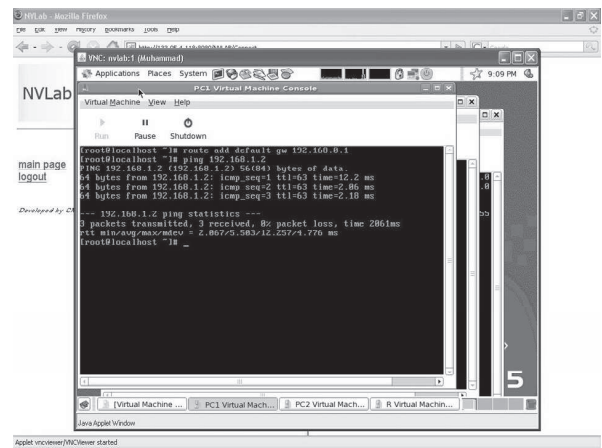 NVLab - Mozilla Firefox
File Edit View History Bookmarks Tools Help
VNC: nvlab:1 (Muhammad)
Applications Places System
9:09 PM
NVLab
main page
logout
Developed by
PC1 Virtual Machine Console
Virtual Machine View Help
Run Pause Shutdown
[root@localhost ~]# route add default gw 192.168.0.1
[root@localhost ~]# ping 192.168.1.2
PING 192.168.1.2 (192.168.1.2) 56(84) bytes of data.
64 bytes from 192.168.1.2: icmp_seq=1 ttl=63 time=12.2 ms
64 bytes from 192.168.1.2: icmp_seq=2 ttl=63 time=2.06 ms
64 bytes from 192.168.1.2: icmp_seq=3 ttl=63 time=2.18 ms
--- 192.168.1.2 ping statistics ---
3 packets transmitted, 3 received, 0% packet loss, time 2061ms
rtt min/avg/max/mdev = 2.067/5.503/12.257/4.776 ms
[root@localhost ~]# _
5
[Virtual Machine ... PC1 Virtual Mach... PC2 Virtual Mach... R Virtual Machin...
Java Applet Window
Applet vncviewer/VNCViewer started